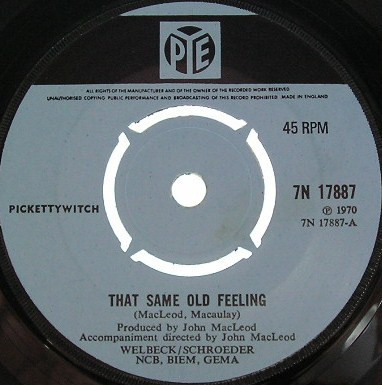 PYE
ALL RIGHTS OF THE MANUFACTURER AND OF THE OWNER OF THE RECORDED WORK RESERVED
UNAUTHORISED COPYING PUBLIC PERFORMANCE AND BROADCASTING OF THIS RECORD PROHIBITED. MADE IN ENGLAND
45 RPM
7N 17887
PICKETTYWITCH
℗ 1970
7N 17887-A
THAT SAME OLD FEELING
(MacLeod, Macaulay)
Produced by John MacLeod
Accompaniment directed by John MacLeod
WELBECK/SCHROEDER
NCB, BIEM, GEMA